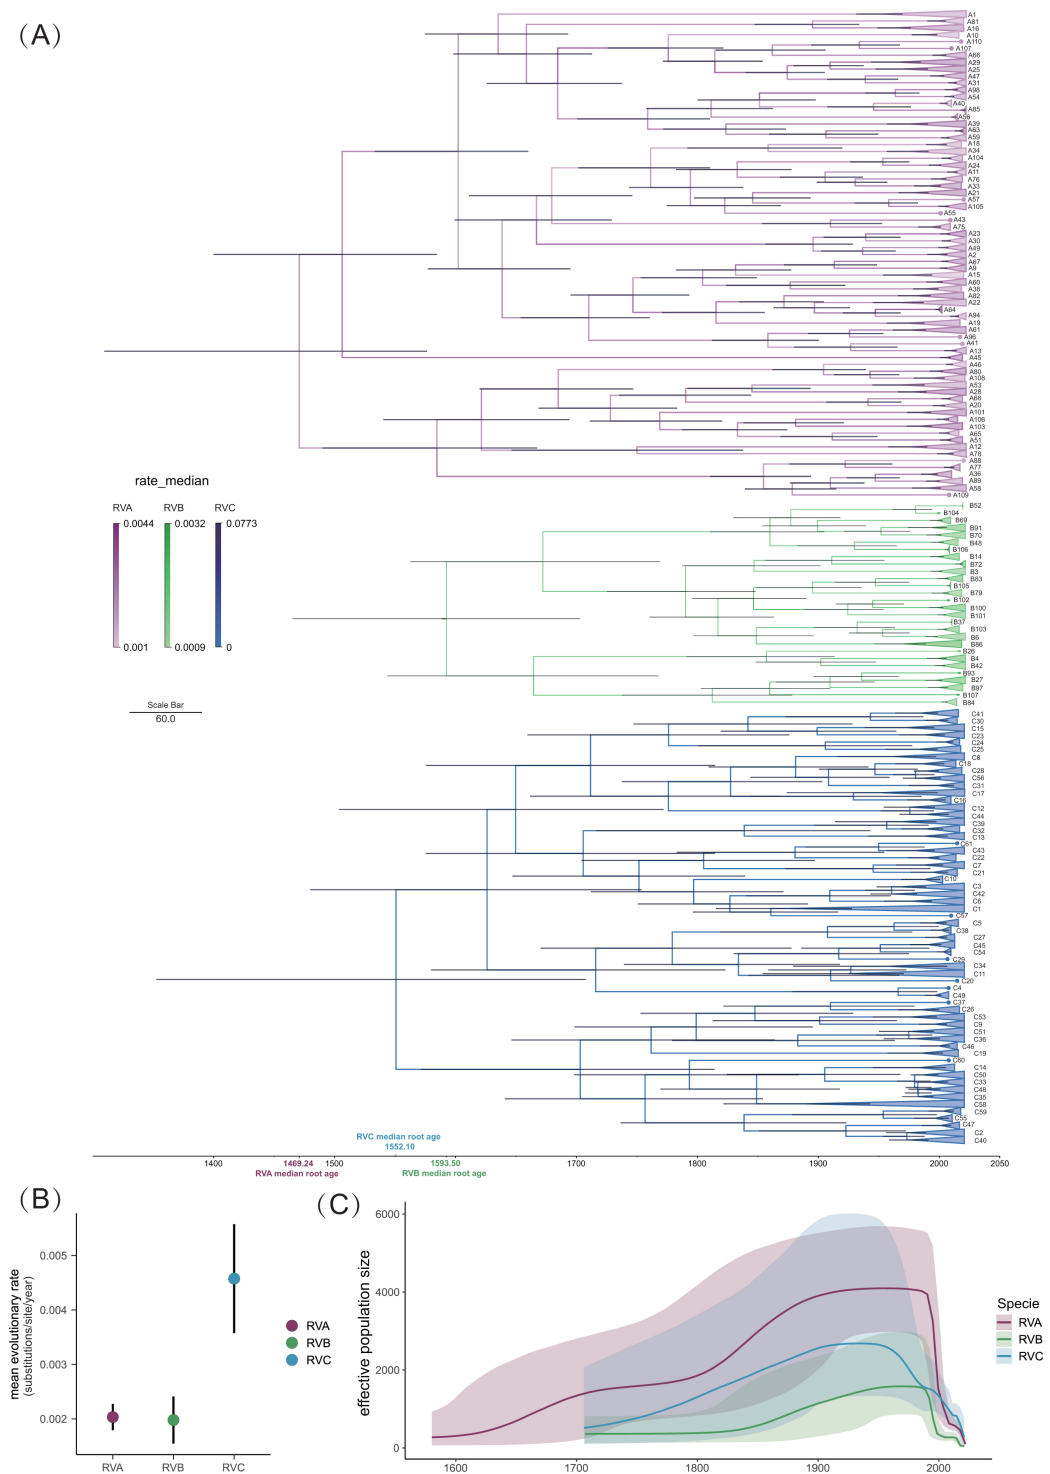 (A)
A1
A81
A16
A10
A110
A107
A66
A29
A25
A47
A31
A98
A54
A40
A85
A56
A39
A63
A59
A18
A34
A104
A24
A11
A76
A33
A21
A57
A105
A55
A43
A75
A23
A30
A49
A2
A67
A9
A15
A60
A38
A82
A22
A64
A94
A19
A61
A96
A41
A13
A45
A46
A80
A108
A53
A28
A68
A20
A101
A106
A103
A65
A51
A12
A78
A88
A77
A36
A89
A58
A109
rate_median
RVA RVB RVC
0.0044 0.0032 0.0773
0.001 0.0009 0
Scale Bar
60.0
B52
B104
B69
B91
B70
B48
B106
B14
B72
B3
B83
B105
B79
B102
B100
B101
B37
B103
B6
B86
B26
B4
B42
B93
B27
B97
B107
B84
C41
C30
C15
C23
C24
C25
C8
C18
C28
C56
C31
C17
C16
C12
C44
C39
C32
C13
C61
C43
C22
C7
C21
C10
C3
C42
C6
C1
C57
C5
C38
C27
C45
C54
C29
C34
C11
C20
C4
C49
C37
C26
C53
C9
C51
C36
C46
C19
C60
C14
C50
C33
C48
C35
C58
C59
C55
C47
C2
C40
RVC median root age
1552.10
1400 1469.24 1500 1593.50 1700 1800 1900 2000 2050
RVA median root age RVB median root age
(B)
mean evolutionary rate
(substitutions/site/year)
0.005
0.004
0.003
0.002
RVA RVB RVC
RVA
RVB
RVC
(C)
effective population size
6000
4000
2000
0
1600 1700 1800 1900 2000
Specie
RVA
RVB
RVC